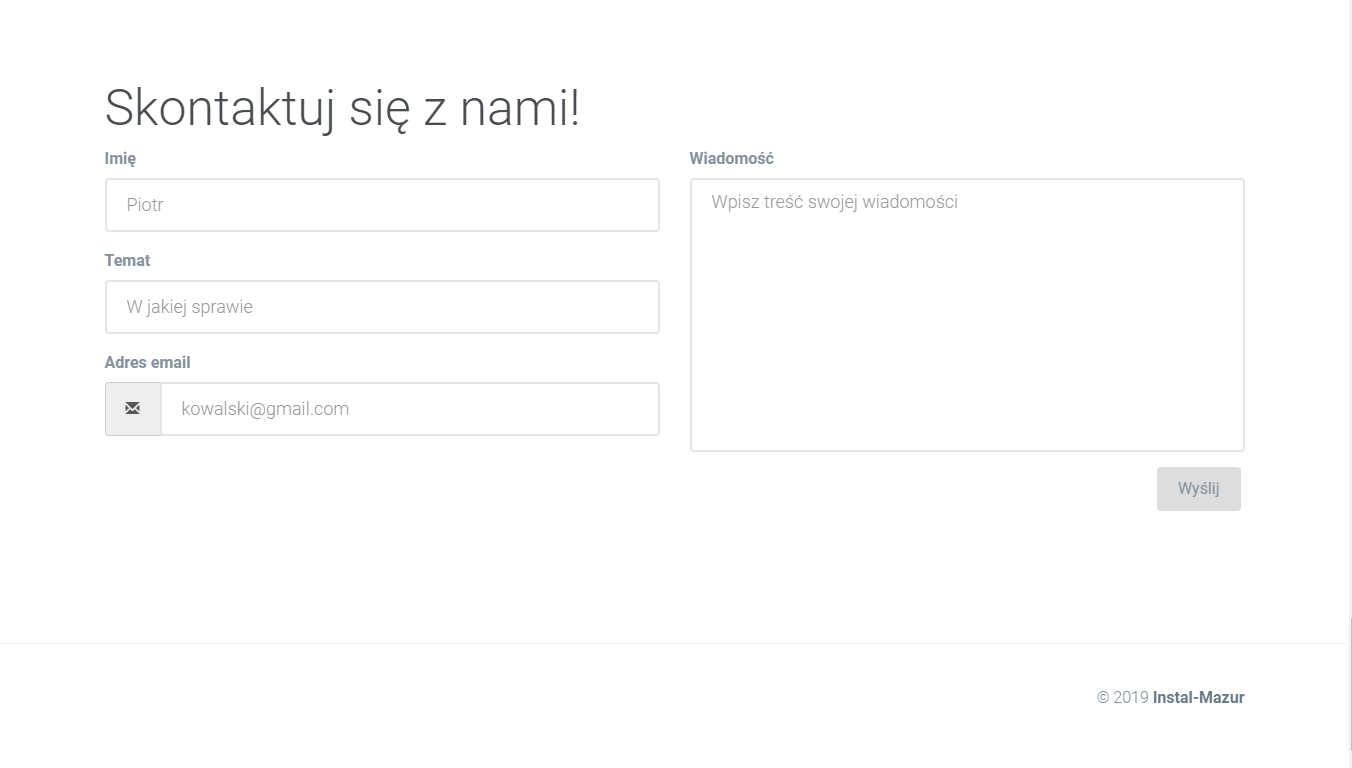 Skontaktuj się z nami!
Imię
Piotr
Temat
W jakiej sprawie
Adres email
kowalski@gmail.com
Wiadomość
Wpisz treść swojej wiadomości
Wyślij
© 2019 Instal-Mazur